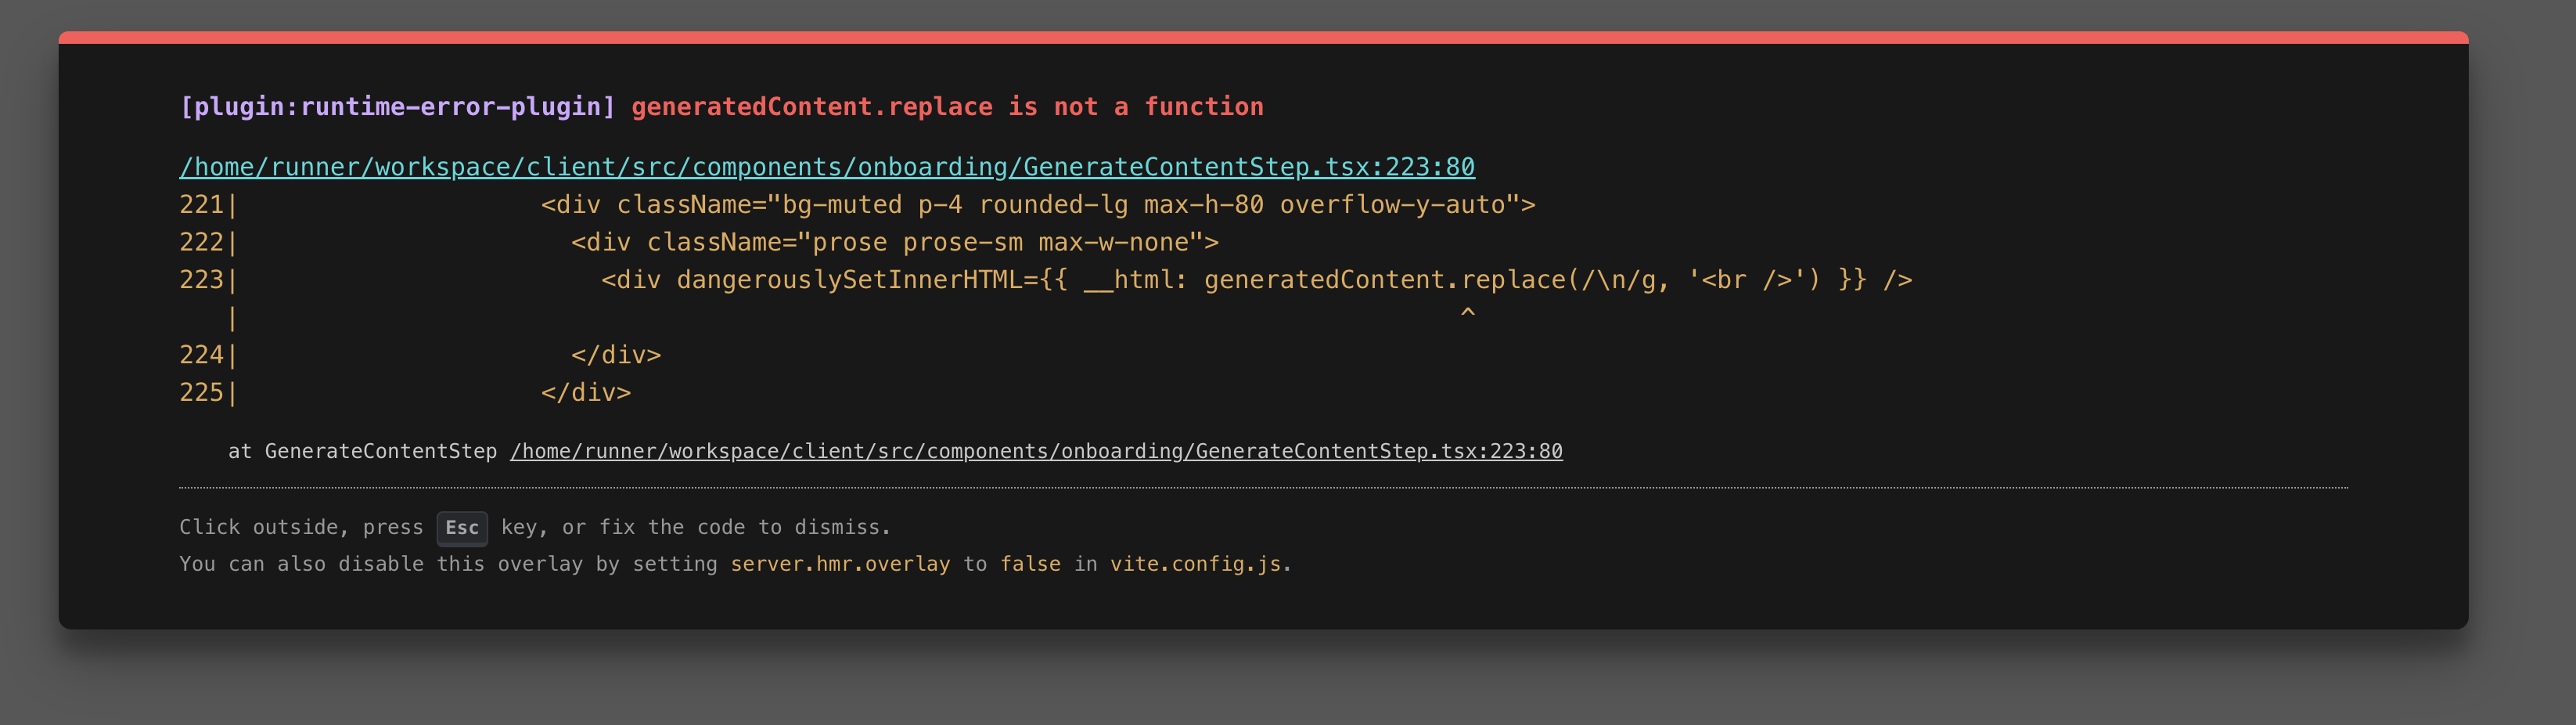 [plugin:runtime-error-plugin] generatedContent.replace is not a function
/home/runner/workspace/client/src/components/onboarding/GenerateContentStep.tsx:223:80
221|                    <div className="bg-muted p-4 rounded-lg max-h-80 overflow-y-auto">
222|                      <div className="prose prose-sm max-w-none">
223|                        <div dangerouslySetInnerHTML={{ __html: generatedContent.replace(/\n/g, '<br />') }} />
   |                                                                                 ^
224|                      </div>
225|                    </div>
at GenerateContentStep /home/runner/workspace/client/src/components/onboarding/GenerateContentStep.tsx:223:80
Click outside, press Esc key, or fix the code to dismiss.
You can also disable this overlay by setting server.hmr.overlay to false in vite.config.js.